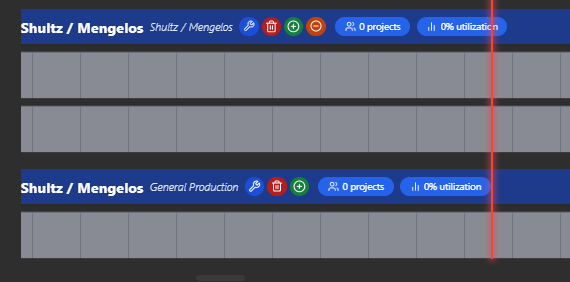 Shultz / Mengelos Shultz / Mengelos 0 projects 0% utilization
Shultz / Mengelos General Production 0 projects 0% utilization